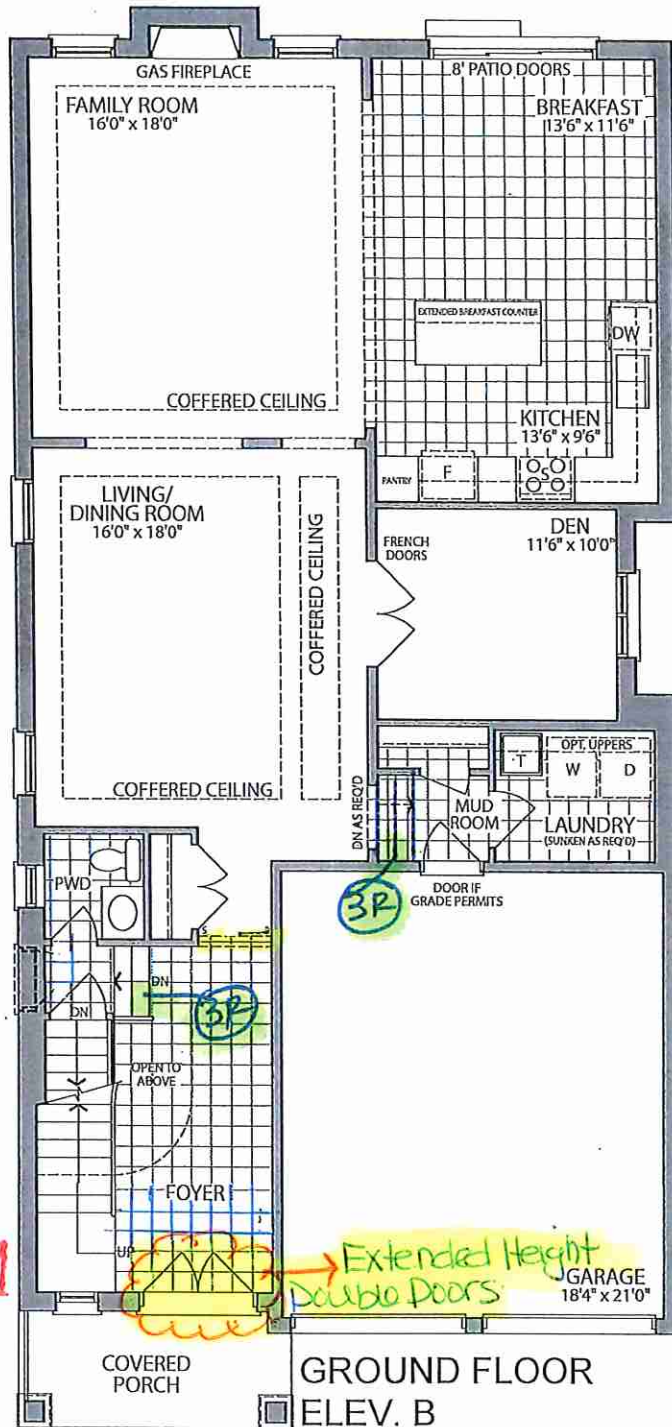 GAS FIREPLACE
8' PATIO DOORS
FAMILY ROOM
16'0" x 18'0"
BREAKFAST
13'6" x 11'6"
EXTENDED BREAKFAST COUNTER
DW
COFFERED CEILING
KITCHEN
13'6" x 9'6"
PANTRY
F
S
LIVING/
DINING ROOM
16'0" x 18'0"
COFFERED CEILING
FRENCH
DOORS
DEN
11'6" x 10'0"
COFFERED CEILING
DN AS REQ'D
MUD
ROOM
T
OPT. UPPERS
W
D
LAUNDRY
(SUNKEN AS REQ'D)
DOOR IF
GRADE PERMITS
3R
PWD
S
DN
3R
DN
OPEN TO
ABOVE
FOYER
UP
Extended Height
Double Doors
GARAGE
18'4" x 21'0"
COVERED
PORCH
GROUND FLOOR
ELEV. B